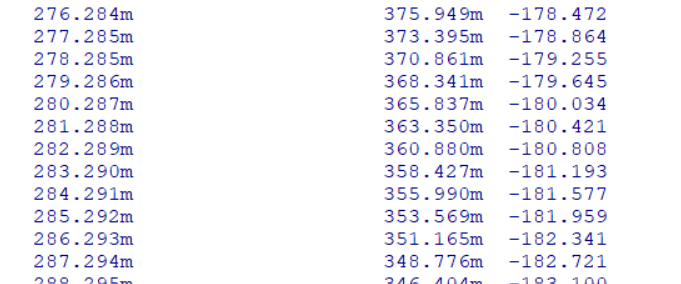 276.284m 375.949m -178.472
277.285m 373.395m -178.864
278.285m 370.861m -179.255
279.286m 368.341m -179.645
280.287m 365.837m -180.034
281.288m 363.350m -180.421
282.289m 360.880m -180.808
283.290m 358.427m -181.193
284.291m 355.990m -181.577
285.292m 353.569m -181.959
286.293m 351.165m -182.341
287.294m 348.776m -182.721
288.295m 346.404m -183.100